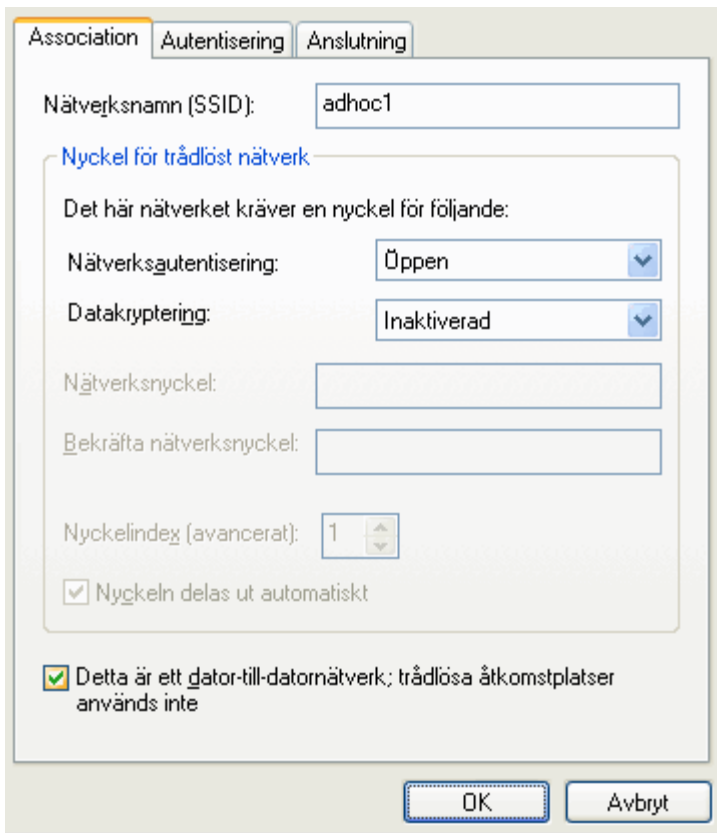 Association Autentisering Anslutning
Nätverksnamn (SSID): adhoc1
Nyckel för trådlöst nätverk
Det här nätverket kräver en nyckel för följande:
Nätverksautentisering: Öppen
Datakryptering: Inaktiverad
Nätverksnyckel:
Bekräfta nätverksnyckel:
Nyckelindex (avancerat): 1
Nyckeln delas ut automatiskt
Detta är ett dator-till-datornätverk; trådlösa åtkomstplatser
används inte
OK Avbryt